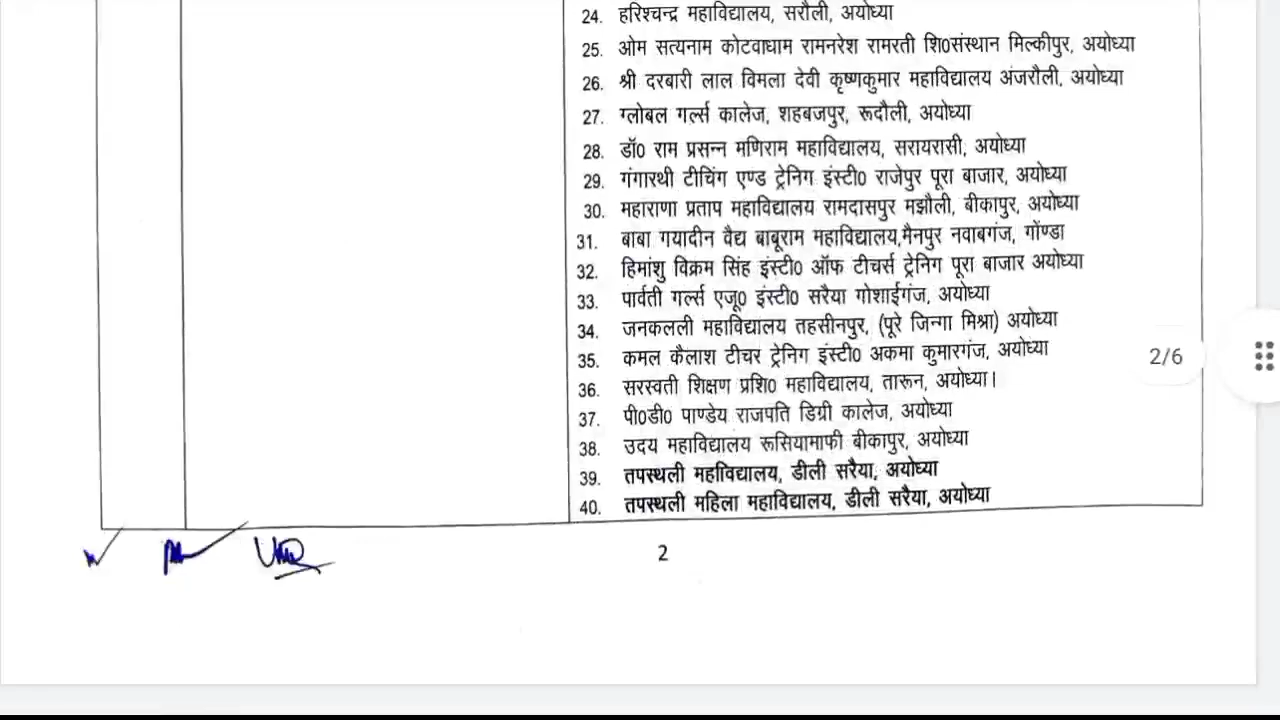 24. हरिश्चन्द्र महाविद्यालय, सरौली, अयोध्या
25. ओम सत्यनाम कोटवाधाम रामनरेश रामरती शि0संस्थान मिल्कीपुर, अयोध्या
26. श्री दरबारी लाल विमला देवी कृष्णकुमार महाविद्यालय अंजरौली, अयोध्या
27. ग्लोबल गर्ल्स कालेज, शहबजपुर, रूदौली, अयोध्या
28. डॉ0 राम प्रसन्न मणिराम महाविद्यालय, सरायरासी, अयोध्या
29. गंगारथी टीचिंग एण्ड ट्रेनिग इंस्टी0 राजेपुर पूरा बाजार, अयोध्या
30. महाराणा प्रताप महाविद्यालय रामदासपुर मझौली, बीकापुर, अयोध्या
31. बाबा गयादीन वैद्य बाबूराम महाविद्यालय,मैनपुर नवाबगंज, गोंण्डा
32. हिमांशु विक्रम सिंह इंस्टी0 ऑफ टीचर्स ट्रेनिग पूरा बाजार अयोध्या
33. पार्वती गर्ल्स एजू0 इंस्टी0 सरैया गोशाईगंज, अयोध्या
34. जनकलली महाविद्यालय तहसीनपुर, (पूरे जिन्गा मिश्रा) अयोध्या
35. कमल कैलाश टीचर ट्रेनिग इंस्टी0 अकमा कुमारगंज, अयोध्या
36. सरस्वती शिक्षण प्रशि0 महाविद्यालय, तारून, अयोध्या।
37. पी0डी0 पाण्डेय राजपति डिग्री कालेज, अयोध्या
38. उदय महाविद्यालय रूसियामाफी बीकापुर, अयोध्या
39. तपस्थली महाविद्यालय, डीली सरैया, अयोध्या
40. तपस्थली महिला महाविद्यालय, डीली सरैया, अयोध्या
2/6
2